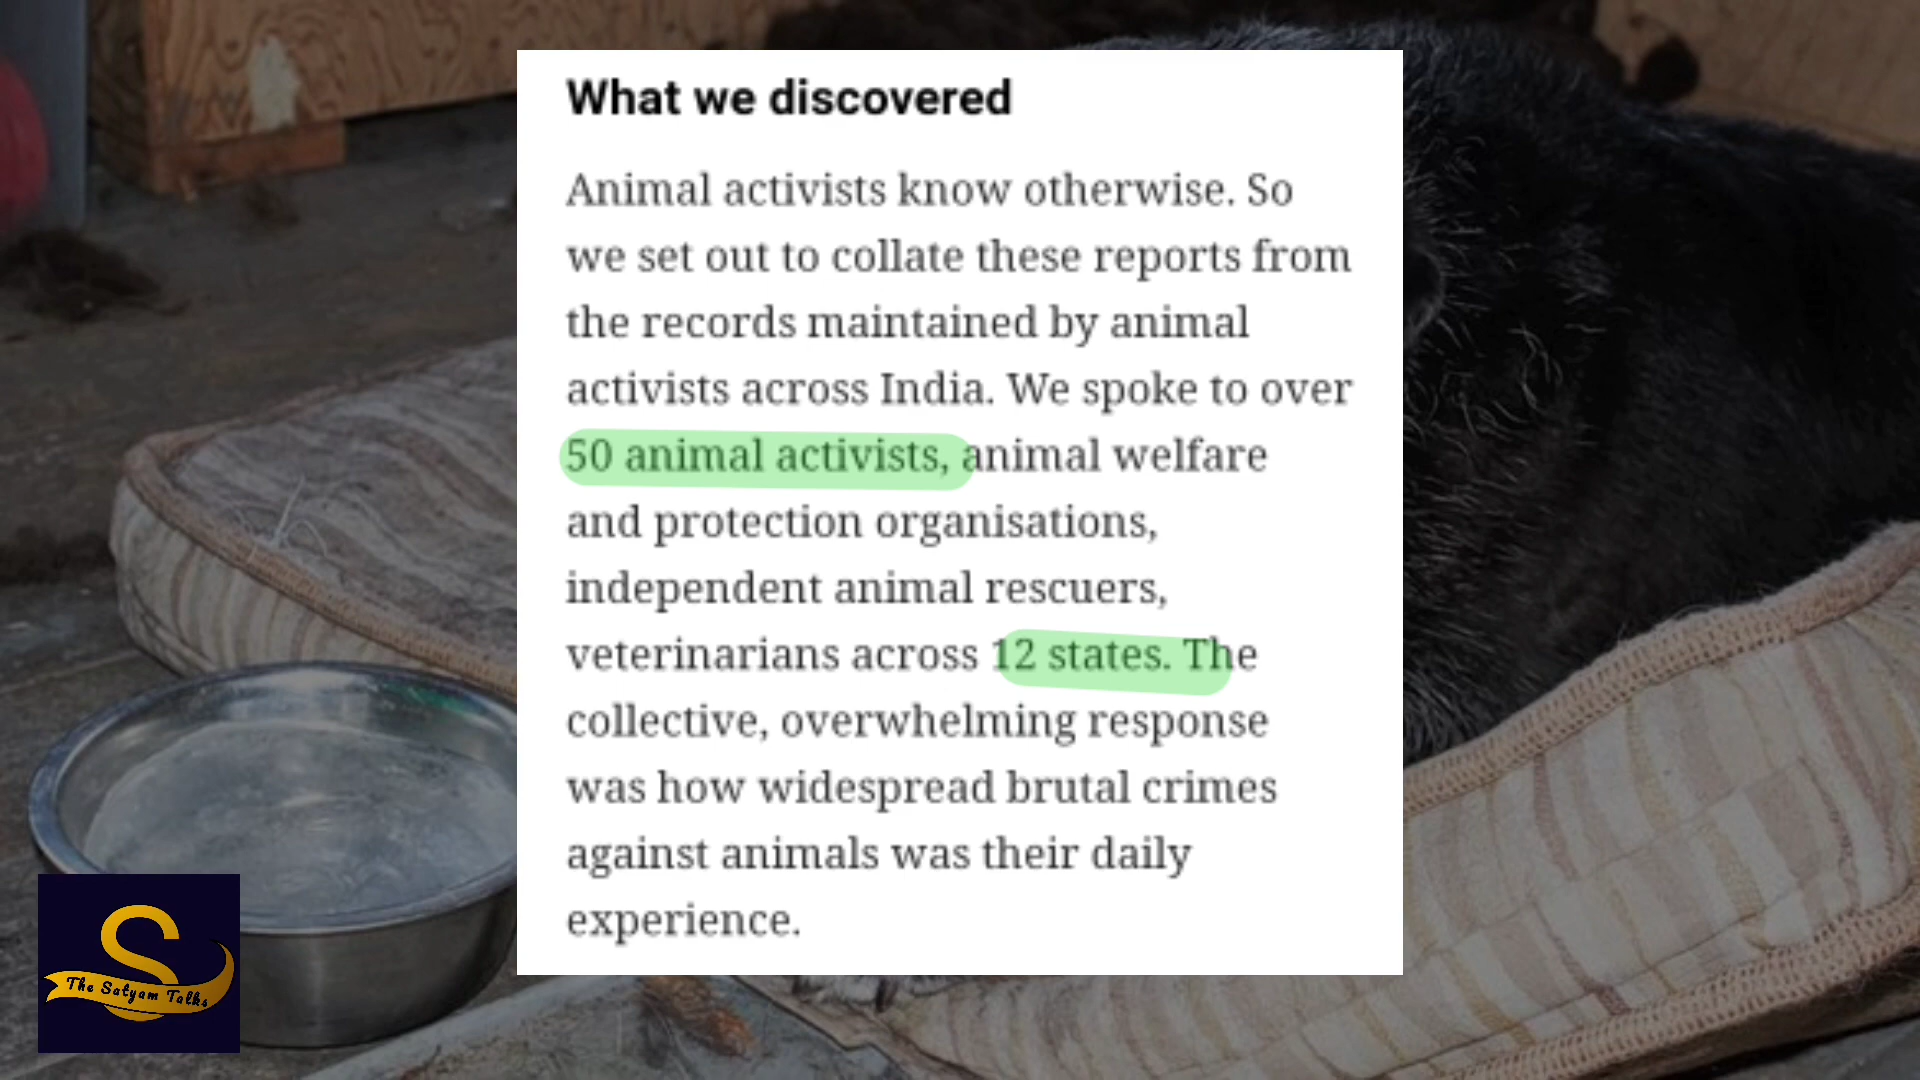 What we discovered
Animal activists know otherwise. So
we set out to collate these reports from
the records maintained by animal
activists across India. We spoke to over
50 animal activists, animal welfare
and protection organisations,
independent animal rescuers,
veterinarians across 12 states. The
collective, overwhelming response
was how widespread brutal crimes
against animals was their daily
experience.
S
The Satyam Talks